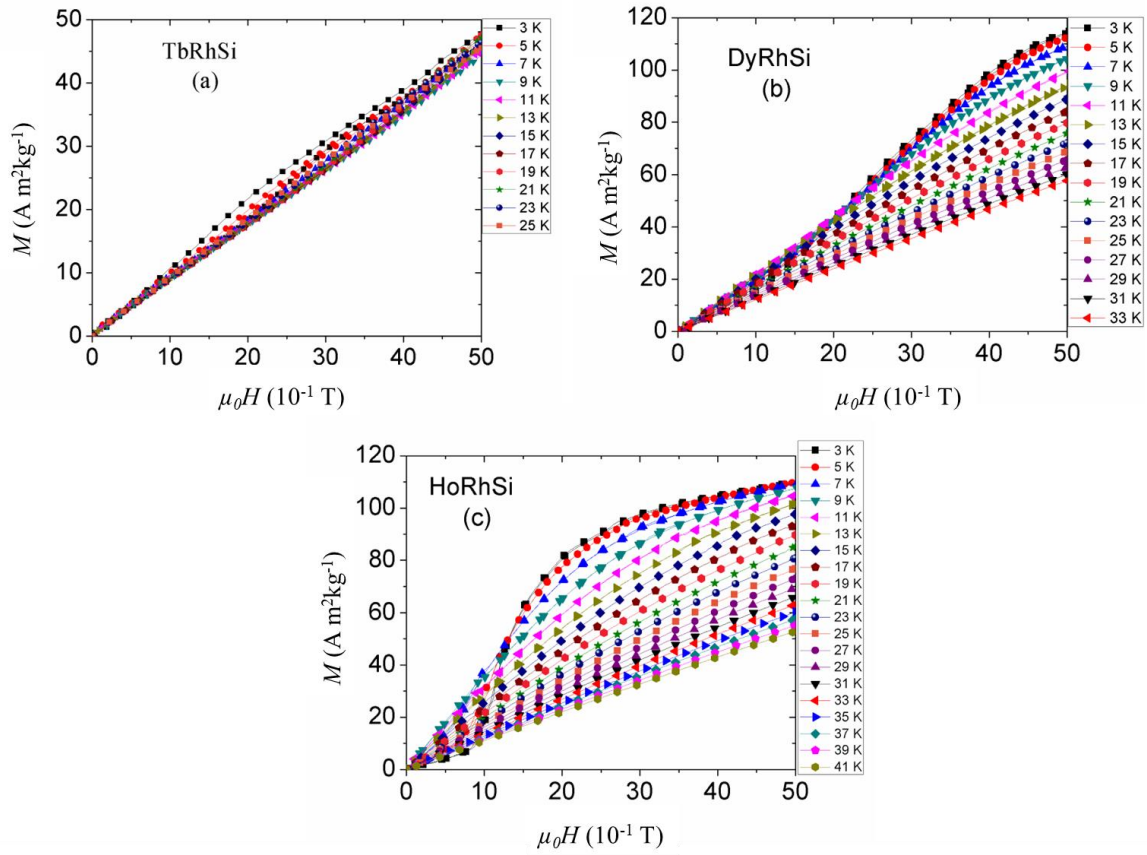 TbRhSi
(a)
M (A m²kg⁻¹)
50
40
30
20
10
0
0 10 20 30 40 50
μ₀H (10⁻¹ T)
3 K
5 K
7 K
9 K
11 K
13 K
15 K
17 K
19 K
21 K
23 K
25 K
DyRhSi
(b)
M (A m²kg⁻¹)
120
100
80
60
40
20
0
0 10 20 30 40 50
μ₀H (10⁻¹ T)
3 K
5 K
7 K
9 K
11 K
13 K
15 K
17 K
19 K
21 K
23 K
25 K
27 K
29 K
31 K
33 K
HoRhSi
(c)
M (A m²kg⁻¹)
120
100
80
60
40
20
0
0 10 20 30 40 50
μ₀H (10⁻¹ T)
3 K
5 K
7 K
9 K
11 K
13 K
15 K
17 K
19 K
21 K
23 K
25 K
27 K
29 K
31 K
33 K
35 K
37 K
39 K
41 K